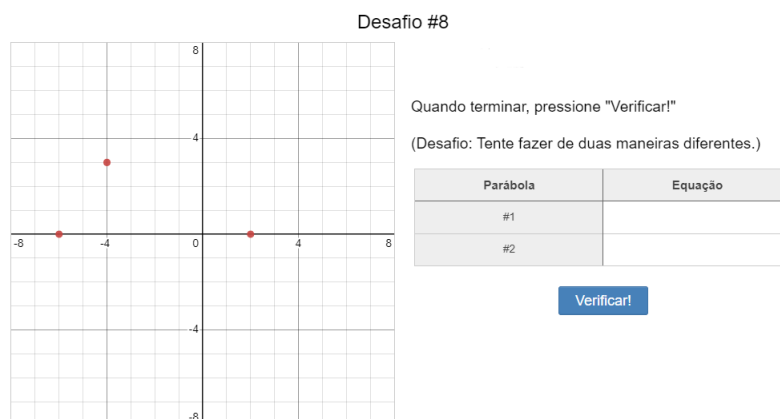 Desafio #8
8
4
-8 -4 0 4 8
-4
-8
Quando terminar, pressione "Verificar!"
(Desafio: Tente fazer de duas maneiras diferentes.)
Parábola Equação
#1
#2
Verificar!